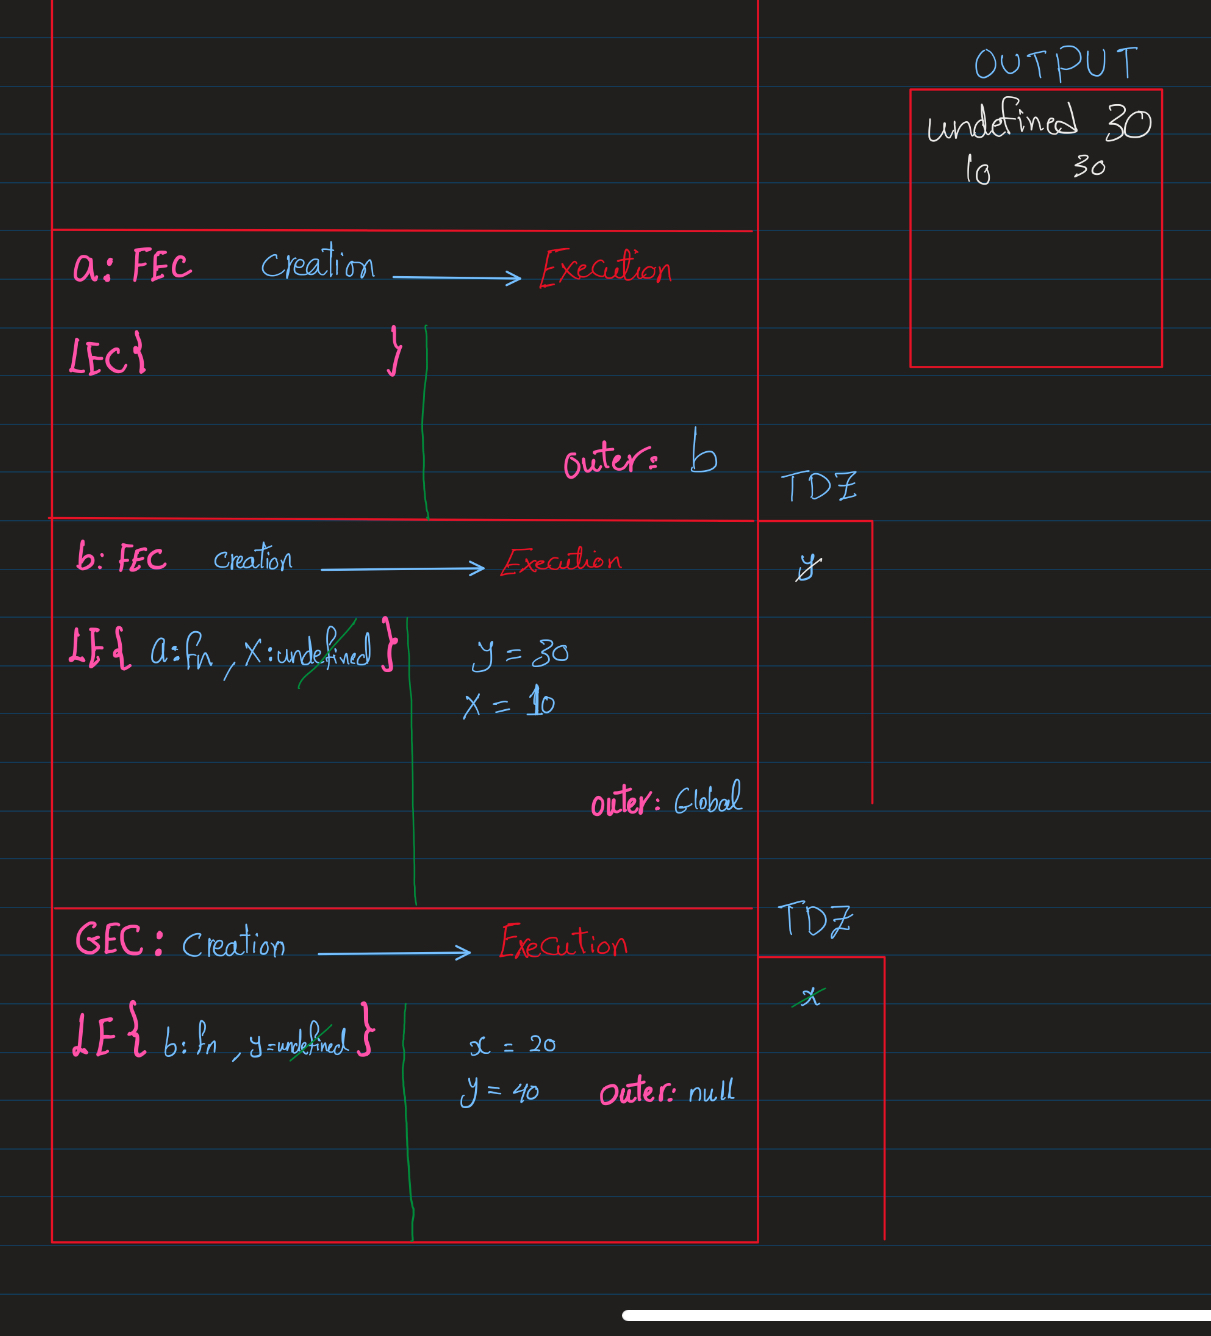 OUTPUT
undefined 30
10 30
a: FEC creation Execution
LEC{ }
outer: b
TDZ
b: FEC creation Execution
y
LE{ a:fn , x:undefined }
y = 30
x = 10
outer: Global
TDZ
GEC: Creation Execution
x
LE{ b: fn , y=undefined }
x = 20
y = 40 outer: null